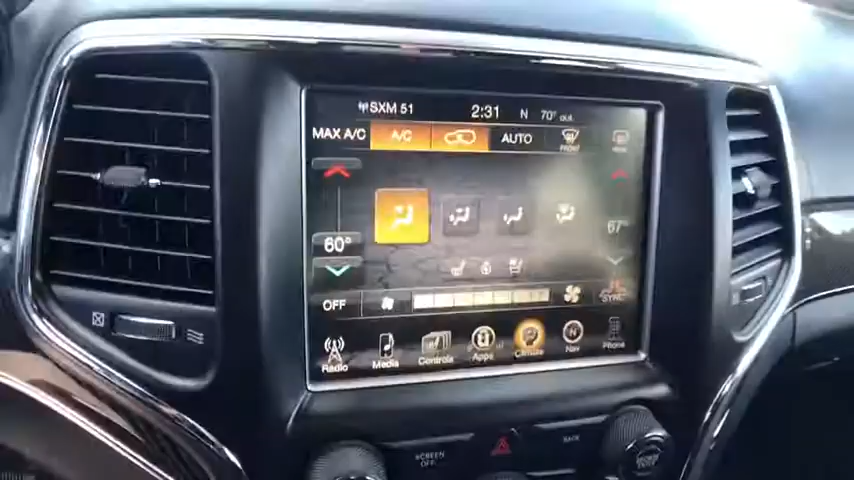 SXM 51 2:31 N 70° out
MAX A/C A/C AUTO FRONT
60° 67°
OFF SYNC
Radio Media Controls Apps Climate Nav Phone
SCREEN OFF BACK